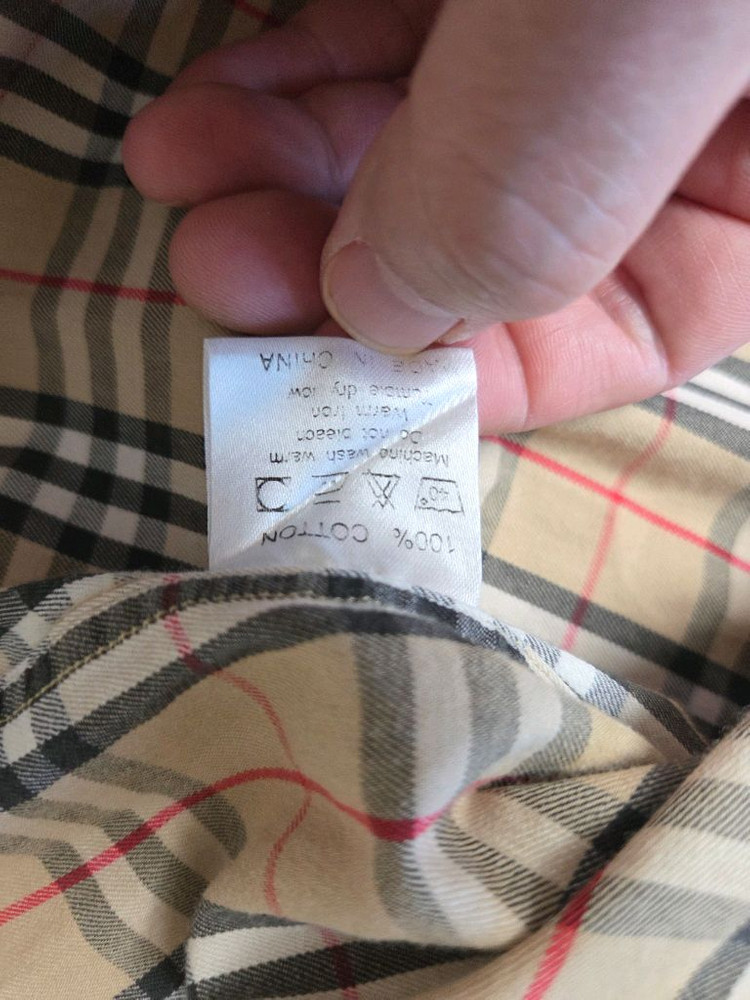 100% COTTON
40°
Machine wash warm
Do not bleach
Warm Iron
Tumble dry low
MADE IN CHINA